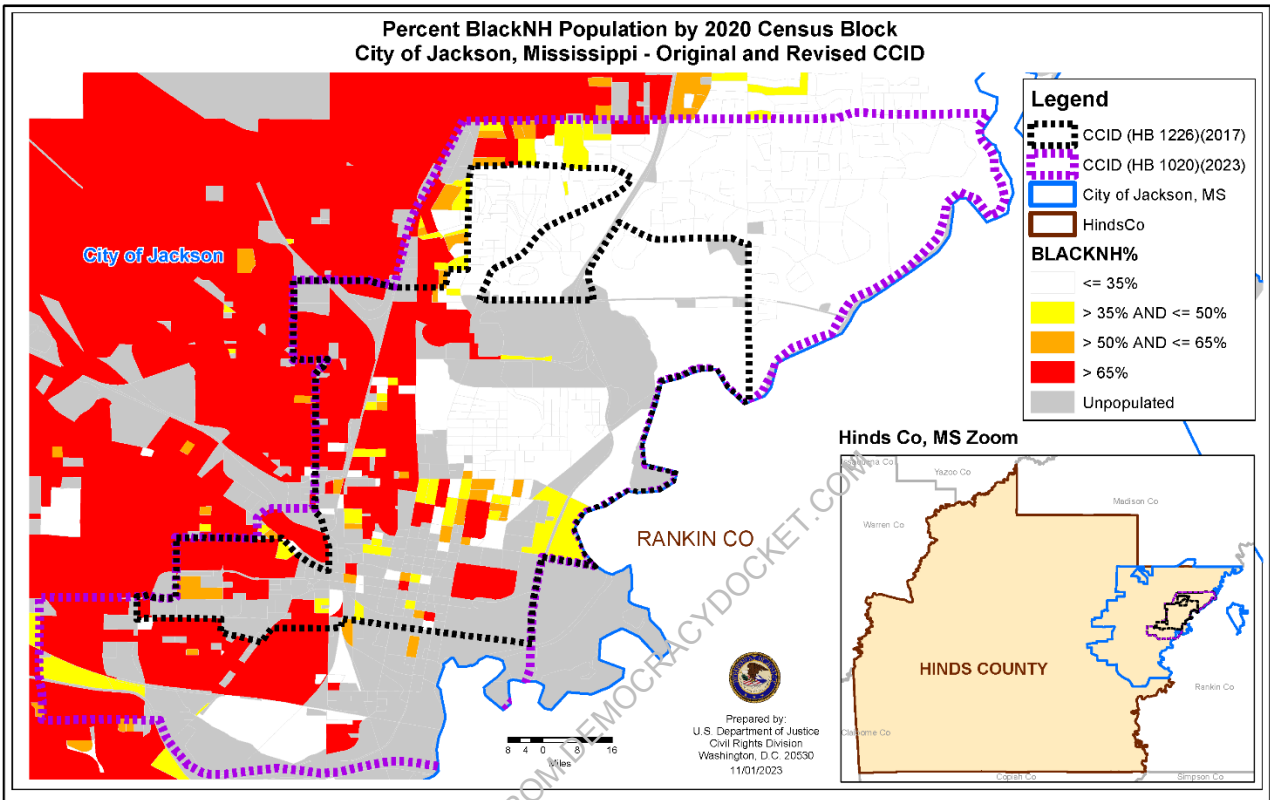 Percent BlackNH Population by 2020 Census Block
City of Jackson, Mississippi - Original and Revised CCID
Legend
CCID (HB 1226)(2017)
CCID (HB 1020)(2023)
City of Jackson, MS
HindsCo
BLACKNH%
<= 35%
> 35% AND <= 50%
> 50% AND <= 65%
> 65%
Unpopulated
City of Jackson
RANKIN CO
Hinds Co, MS Zoom
Yazoo Co
Madison Co
Warren Co
HINDS COUNTY
Rankin Co
Copiah Co
Simpson Co
Prepared by:
U.S. Department of Justice
Civil Rights Division
Washington, D.C. 20530
11/01/2023
8 4 0 8 16
Miles
ROM DEMOCRACYDOCKET.COM